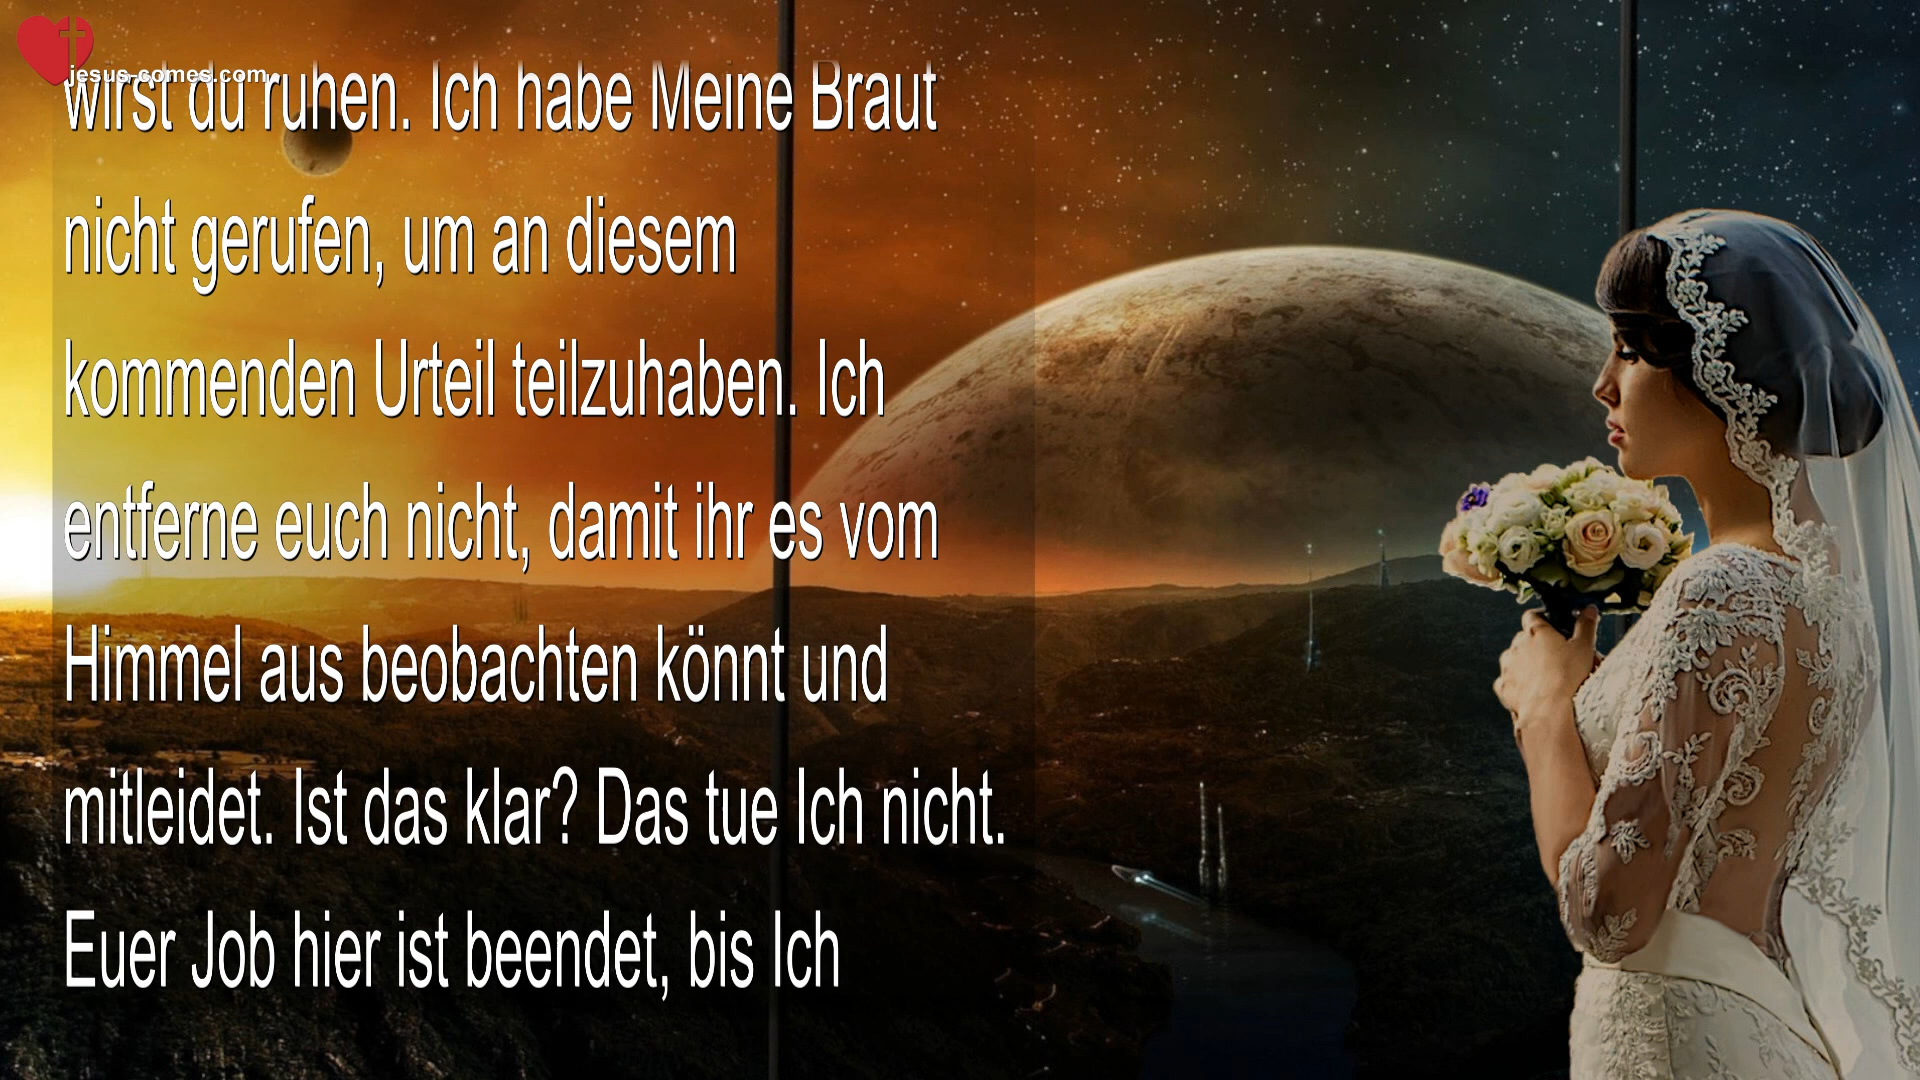 jesus-comes.com
wirst du ruhen. Ich habe Meine Braut
nicht gerufen, um an diesem
kommenden Urteil teilzuhaben. Ich
entferne euch nicht, damit ihr es vom
Himmel aus beobachten könnt und
mitleidet. Ist das klar? Das tue Ich nicht.
Euer Job hier ist beendet, bis Ich